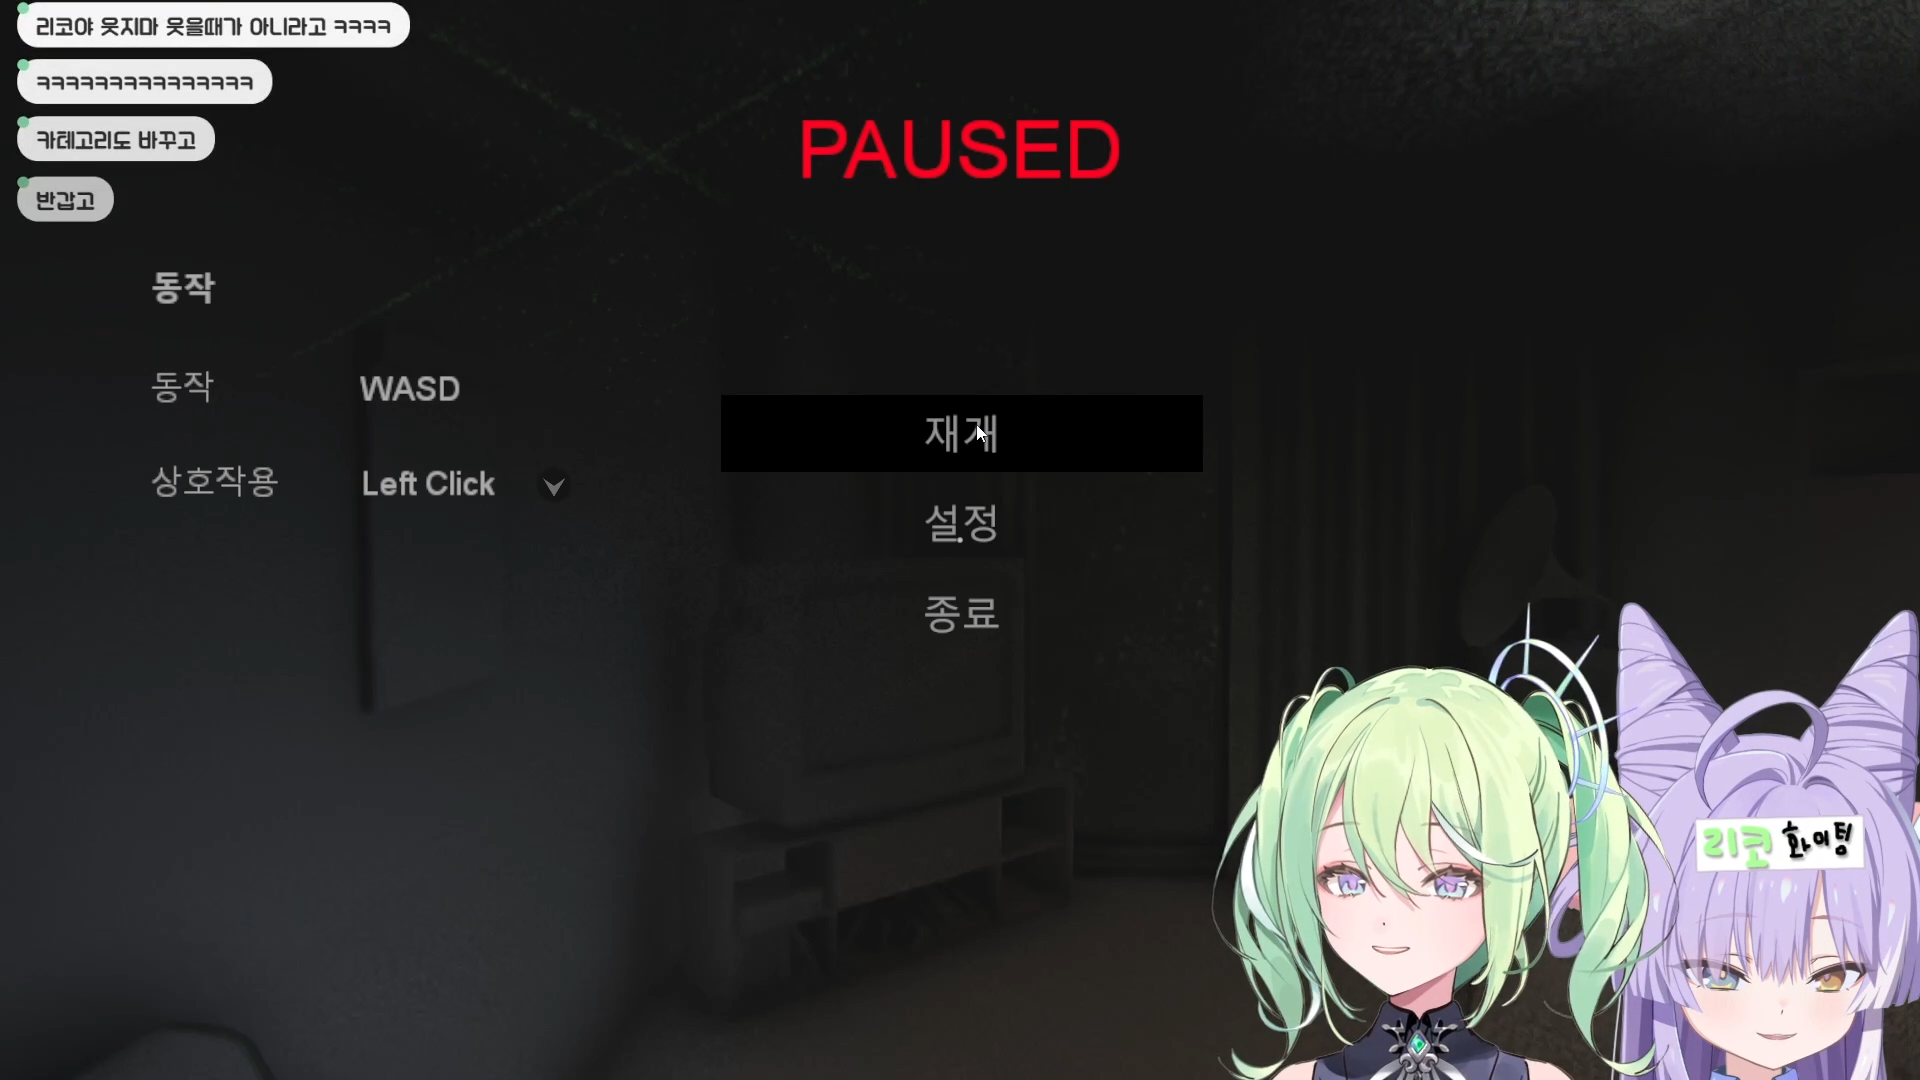 리코야 웃지마 웃을때가 아니라고 ㅋㅋㅋㅋ
ㅋㅋㅋㅋㅋㅋㅋㅋㅋㅋㅋㅋㅋㅋㅋ
카테고리도 바꾸고
반갑고
PAUSED
동작
동작 WASD
상호작용 Left Click
재개
설정
종료
리코 화이팅